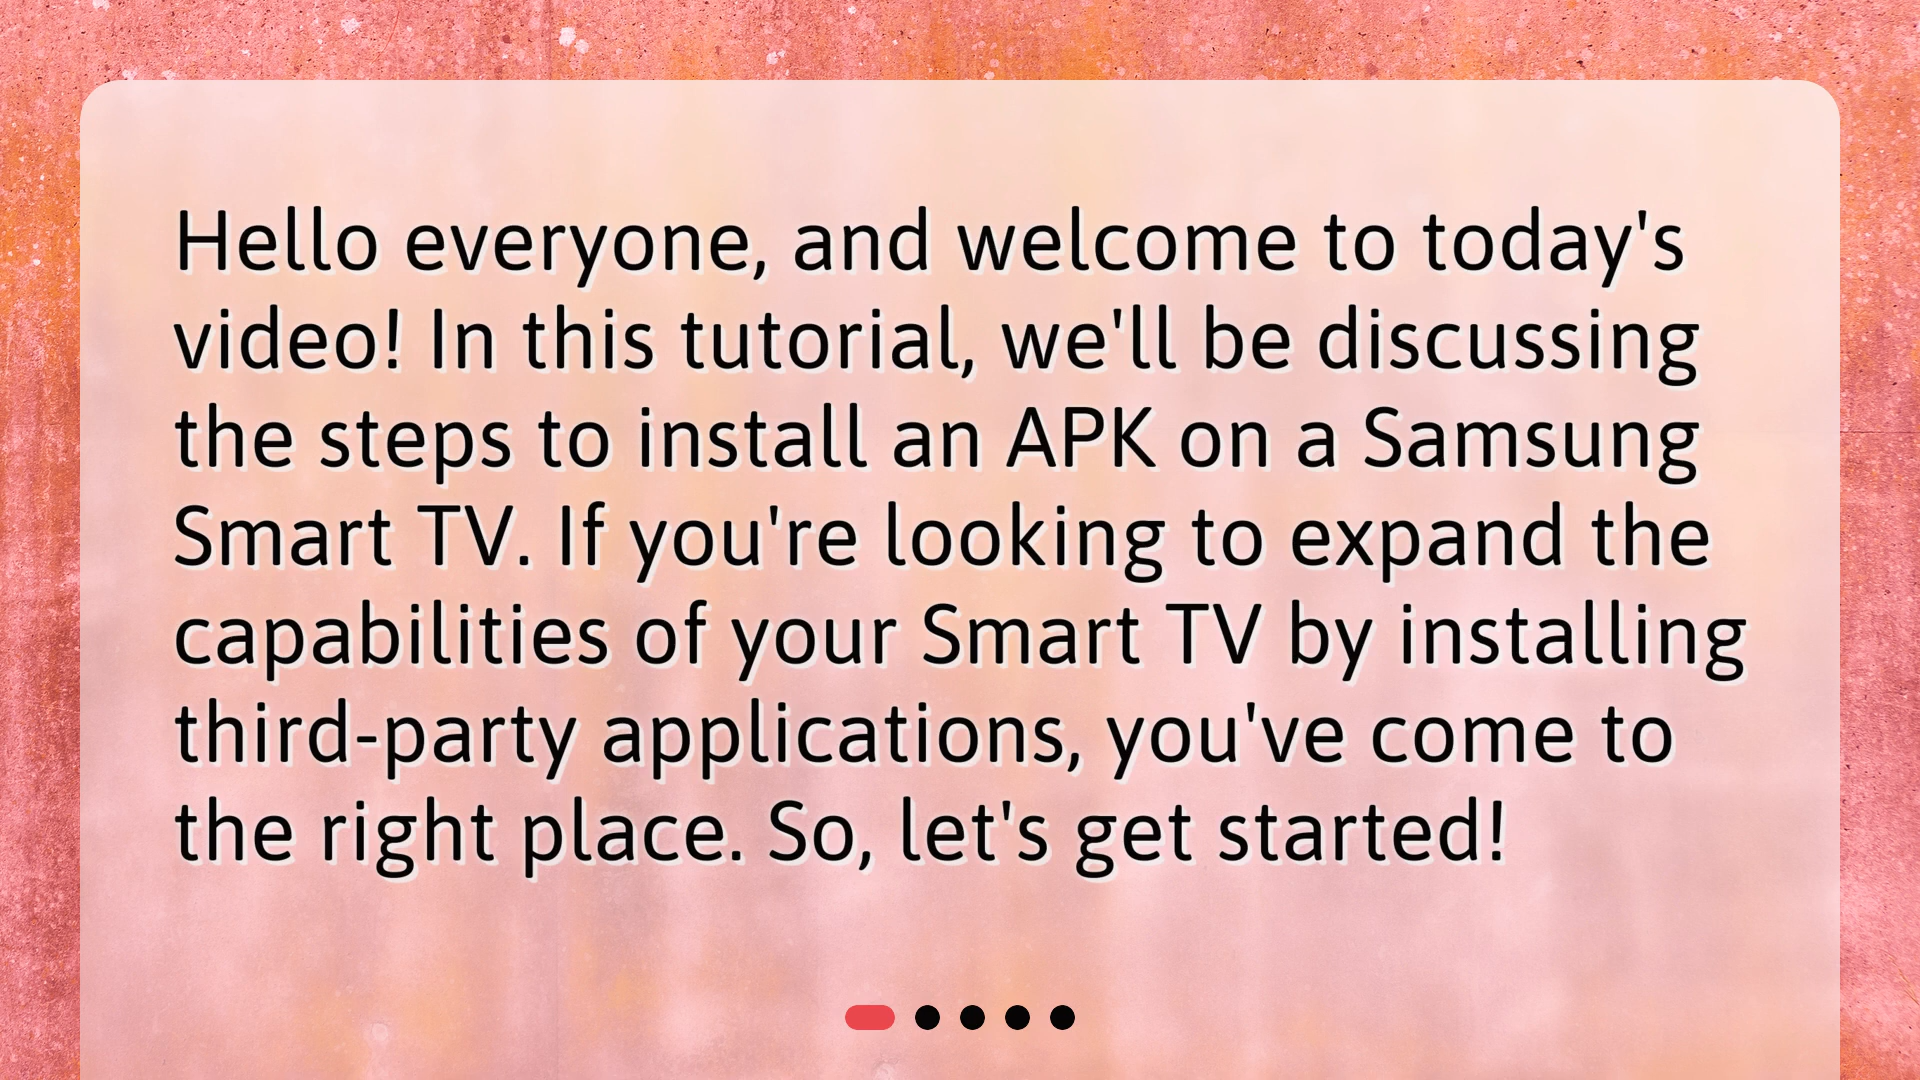 Hello everyone, and welcome to today's
video! In this tutorial, we'll be discussing
the steps to install an APK on a Samsung
Smart TV. If you're looking to expand the
capabilities of your Smart TV by installing
third-party applications, you've come to
the right place. So, let's get started!